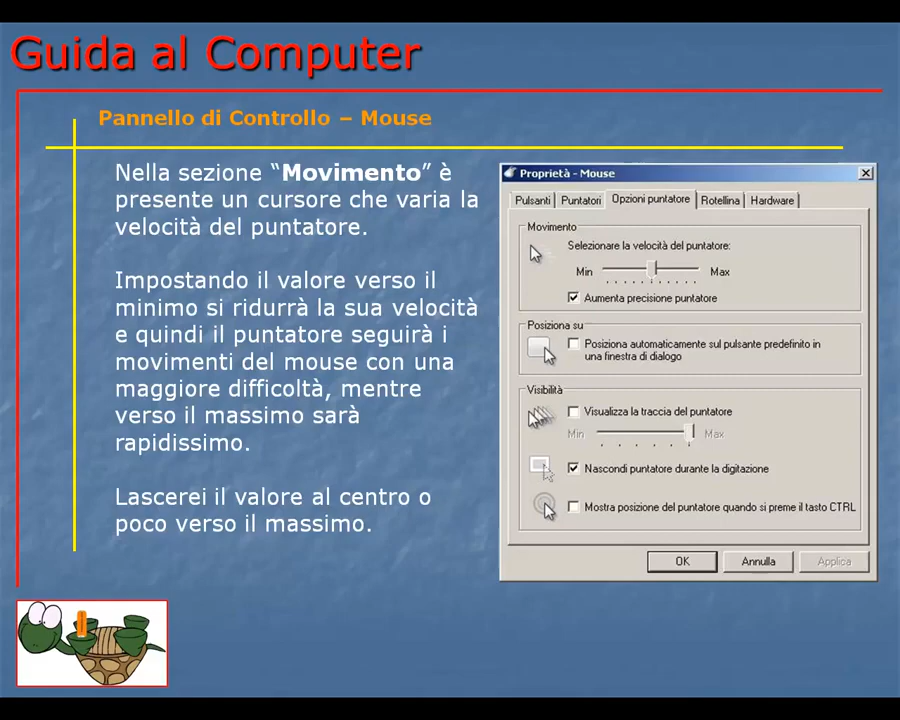 Guida al Computer
Pannello di Controllo – Mouse
Nella sezione “Movimento” è
presente un cursore che varia la
velocità del puntatore.
Impostando il valore verso il
minimo si ridurrà la sua velocità
e quindi il puntatore seguirà i
movimenti del mouse con una
maggiore difficoltà, mentre
verso il massimo sarà
rapidissimo.
Lascerei il valore al centro o
poco verso il massimo.
Proprietà - Mouse
Pulsanti Puntatori Opzioni puntatore Rotellina Hardware
Movimento
Selezionare la velocità del puntatore:
Min Max
Aumenta precisione puntatore
Posiziona su
Posiziona automaticamente sul pulsante predefinito in
una finestra di dialogo
Visibilità
Visualizza la traccia del puntatore
Min Max
Nascondi puntatore durante la digitazione
Mostra posizione del puntatore quando si preme il tasto CTRL
OK Annulla Applica